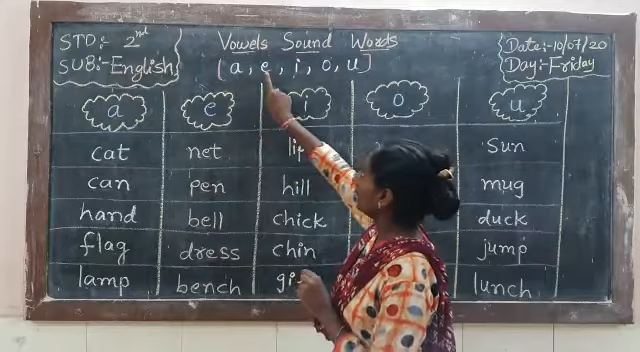 STD:- 2nd
SUB:- English
Vowels Sound Words
[a, e, i, o, u]
Date:- 10/07/20
Day:- Friday
a e i o u
cat net Sun
can pen hill mug
hand bell chick duck
flag dress chin jump
lamp bench lunch